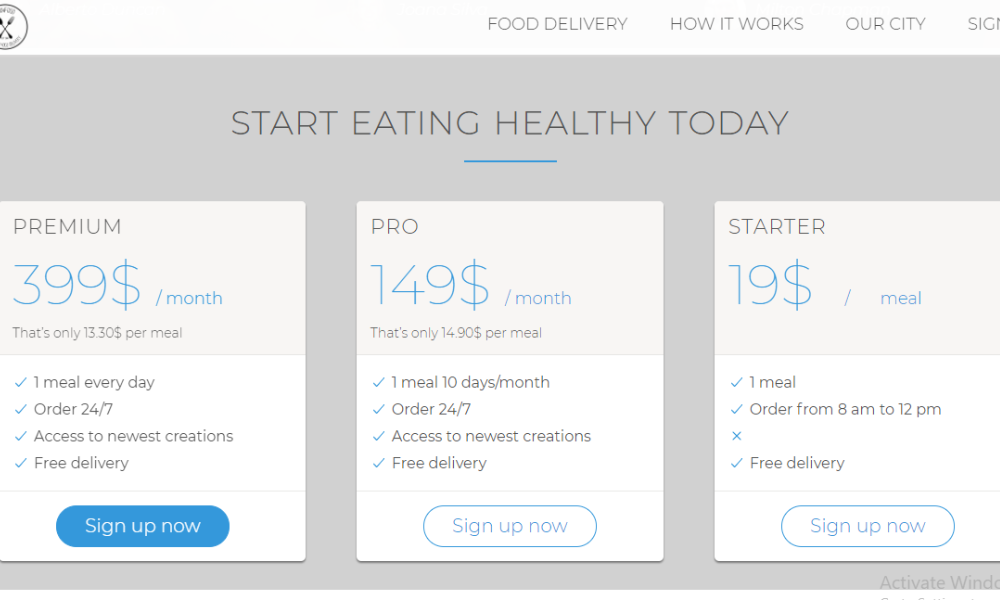 FOOD DELIVERY HOW IT WORKS OUR CITY
START EATING HEALTHY TODAY
PREMIUM
399$ / month
That's only 13.30$ per meal
1 meal every day
Order 24/7
Access to newest creations
Free delivery
Sign up now
PRO
149$ / month
That's only 14.90$ per meal
1 meal 10 days/month
Order 24/7
Access to newest creations
Free delivery
Sign up now
STARTER
19$ / meal
1 meal
Order from 8 am to 12 pm
Free delivery
Sign up now
Activate